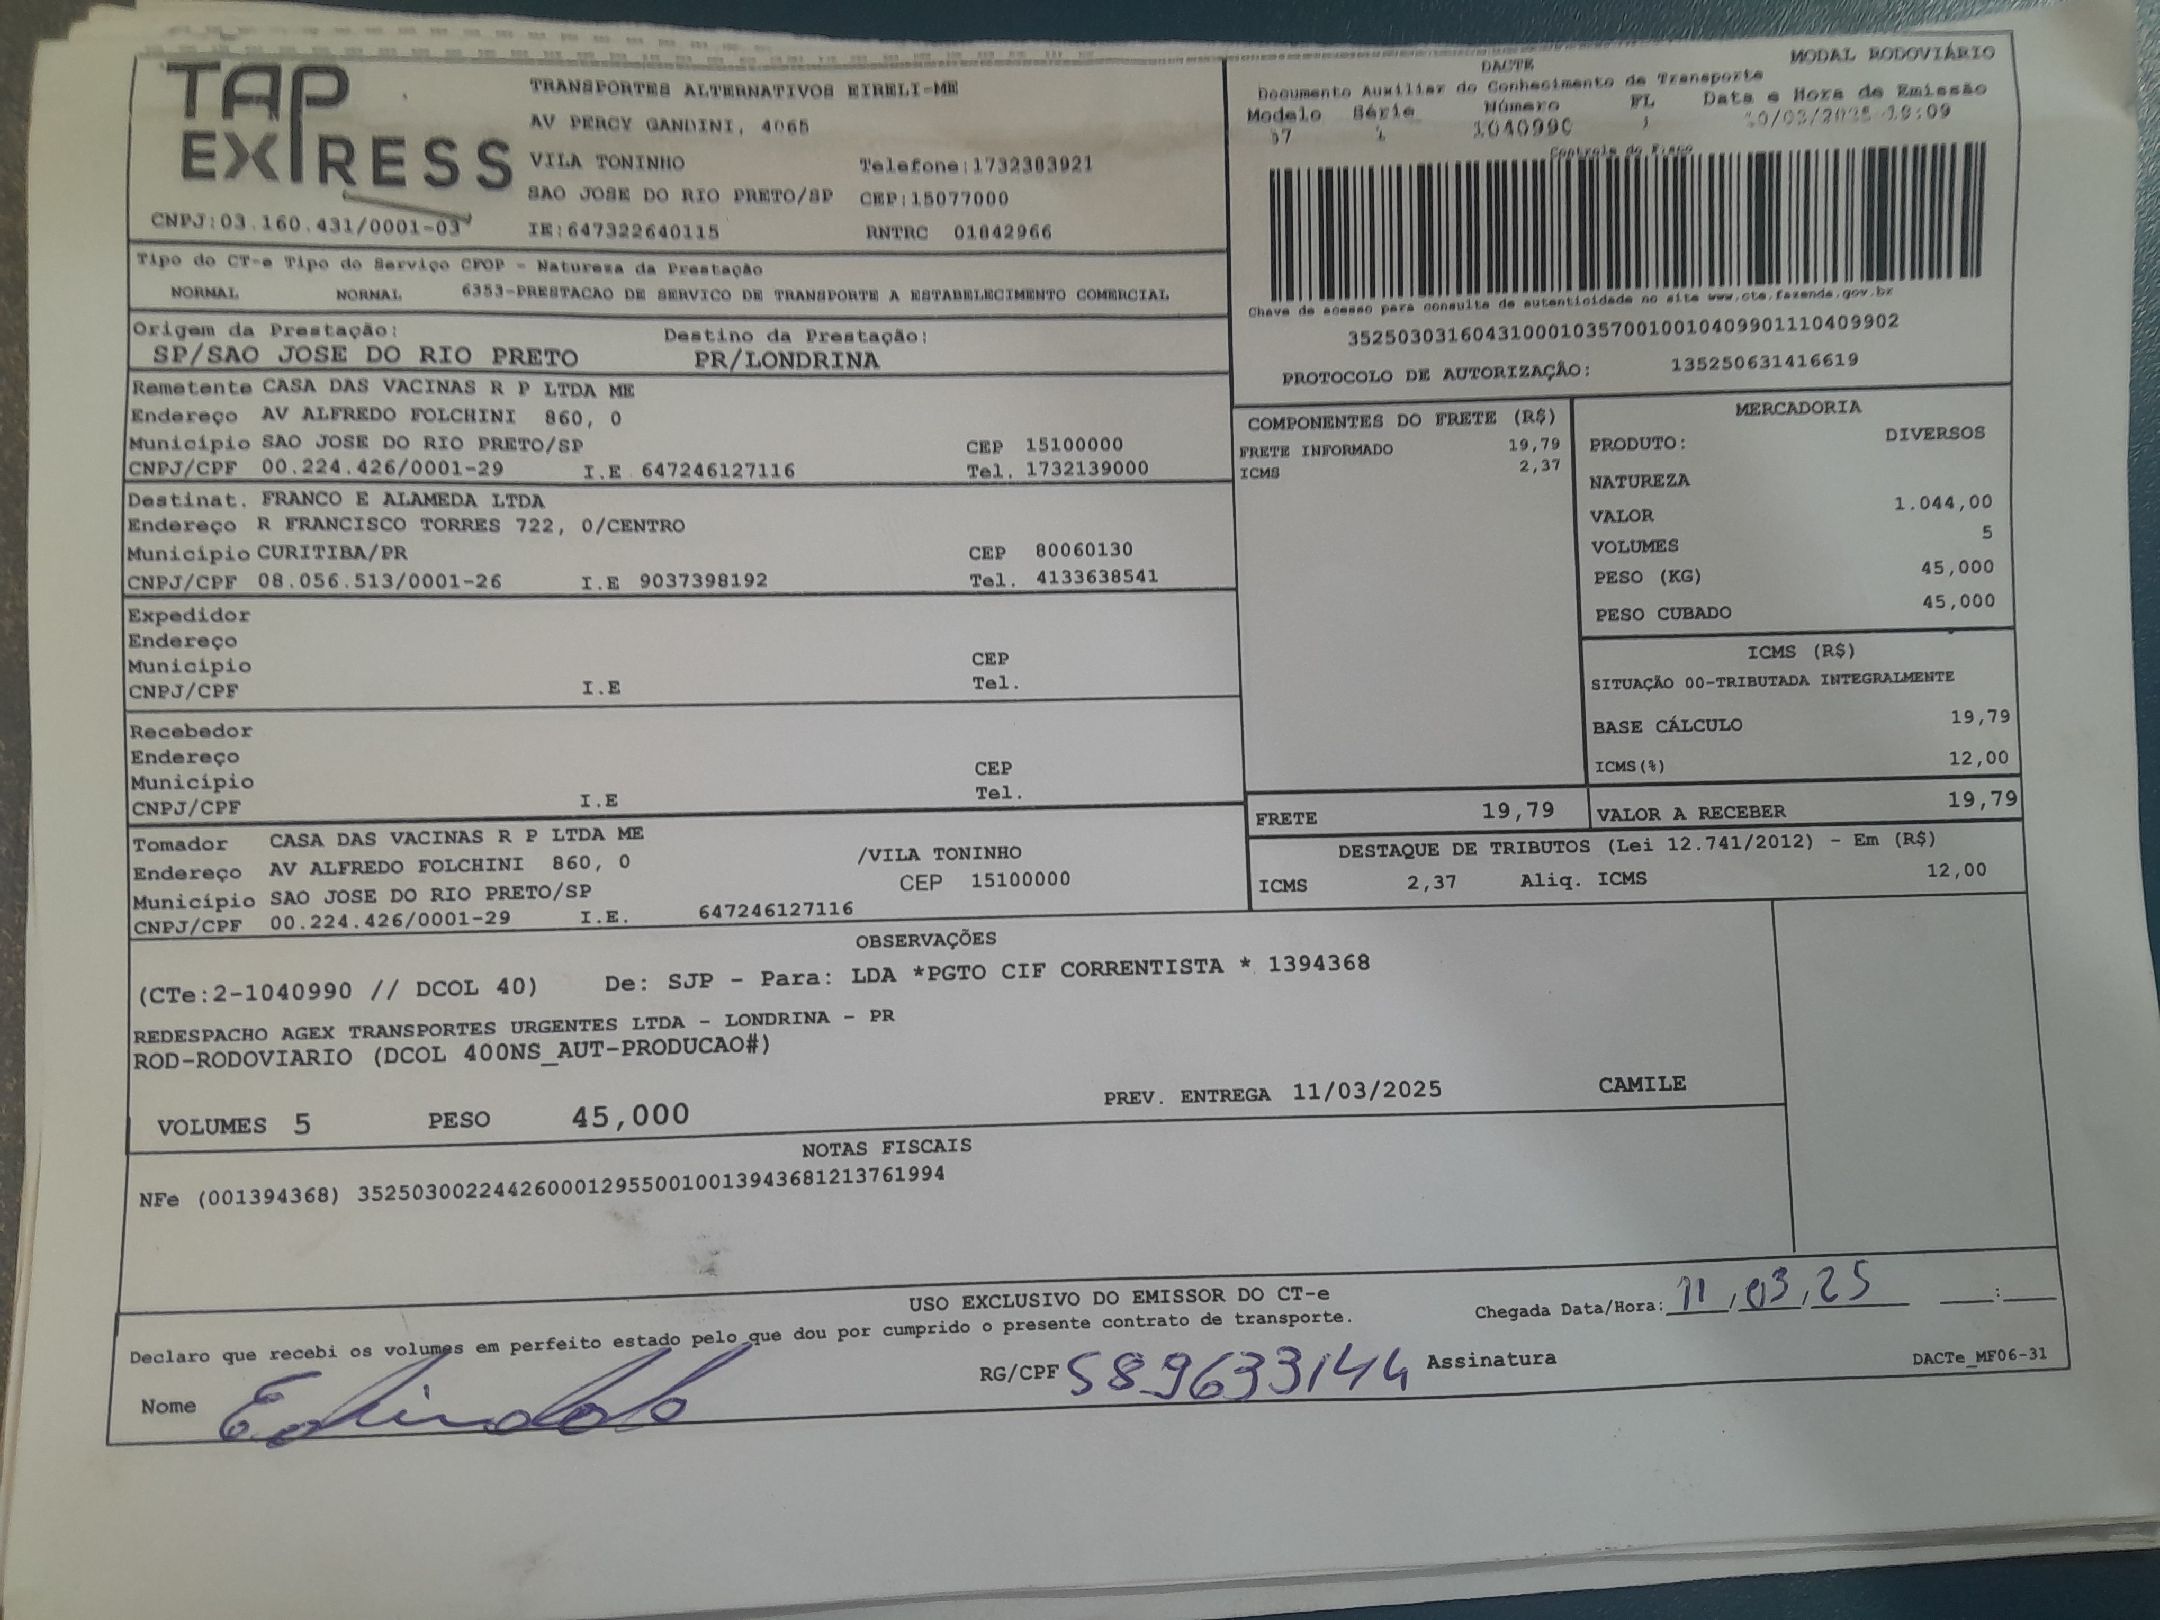 TAP
EXPRESS
CNPJ:03.160.431/0001-03
TRANSPORTES ALTERNATIVOS EIRELI-ME
AV PERCY GANDINI, 4065
VILA TONINHO Telefone:1732383921
SAO JOSE DO RIO PRETO/SP CEP:15077000
IE:647322640115 RNTRC 01842966
MODAL RODOVIÁRIO
DACTE
Documento Auxiliar do Conhecimento de Transporte
Modelo Série Número FL Data e Hora de Emissão
57 1 1040990 1
Controle do Fisco
Chave de acesso para consulta de autenticidade no site www.cte.fazenda.gov.br
35250303160431000103570010010409901110409902
PROTOCOLO DE AUTORIZAÇÃO: 135250631416619
Tipo do CT-e Tipo do Serviço CFOP - Natureza da Prestação
NORMAL NORMAL 6353-PRESTACAO DE SERVICO DE TRANSPORTE A ESTABELECIMENTO COMERCIAL
Origem da Prestação: Destino da Prestação:
SP/SAO JOSE DO RIO PRETO PR/LONDRINA
Remetente CASA DAS VACINAS R P LTDA ME
Endereço AV ALFREDO FOLCHINI 860, 0
Município SAO JOSE DO RIO PRETO/SP CEP 15100000
CNPJ/CPF 00.224.426/0001-29 I.E 647246127116 Tel. 1732139000
Destinat. FRANCO E ALAMEDA LTDA
Endereço R FRANCISCO TORRES 722, 0/CENTRO
Município CURITIBA/PR CEP 80060130
CNPJ/CPF 08.056.513/0001-26 I.E 9037398192 Tel. 4133638541
Expedidor
Endereço
Município CEP
CNPJ/CPF I.E Tel.
Recebedor
Endereço
Município CEP
CNPJ/CPF I.E Tel.
Tomador CASA DAS VACINAS R P LTDA ME
Endereço AV ALFREDO FOLCHINI 860, 0 /VILA TONINHO
Município SAO JOSE DO RIO PRETO/SP CEP 15100000
CNPJ/CPF 00.224.426/0001-29 I.E. 647246127116
COMPONENTES DO FRETE (R$)
FRETE INFORMADO 19,79
ICMS 2,37
MERCADORIA
PRODUTO: DIVERSOS
NATUREZA
VALOR 1.044,00
VOLUMES 5
PESO (KG) 45,000
PESO CUBADO 45,000
ICMS (R$)
SITUAÇÃO 00-TRIBUTADA INTEGRALMENTE
BASE CÁLCULO 19,79
ICMS(%) 12,00
FRETE 19,79 VALOR A RECEBER 19,79
DESTAQUE DE TRIBUTOS (Lei 12.741/2012) - Em (R$)
ICMS 2,37 Aliq. ICMS 12,00
OBSERVAÇÕES
(CTe:2-1040990 // DCOL 40) De: SJP - Para: LDA *PGTO CIF CORRENTISTA * 1394368
REDESPACHO AGEX TRANSPORTES URGENTES LTDA - LONDRINA - PR
ROD-RODOVIARIO (DCOL 400NS_AUT-PRODUCAO#)
VOLUMES 5 PESO 45,000 PREV. ENTREGA 11/03/2025 CAMILE
NOTAS FISCAIS
NFe (001394368) 35250300224426000129550010013943681213761994
USO EXCLUSIVO DO EMISSOR DO CT-e
Chegada Data/Hora: 11,03,25 :
Declaro que recebi os volumes em perfeito estado pelo que dou por cumprido o presente contrato de transporte.
Nome RG/CPF 589633144 Assinatura DACTe_MF06-31